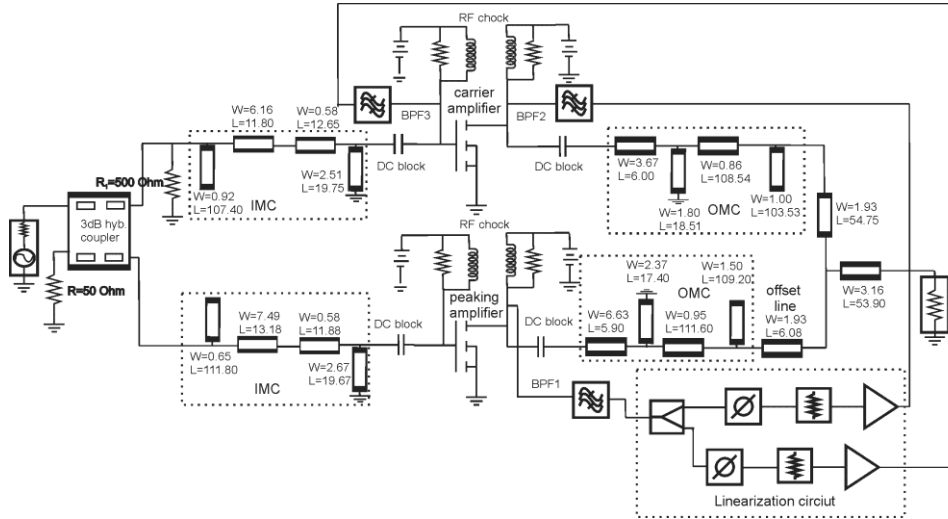 RF chock
BPF3
carrier
amplifier
BPF2
W=6.16
L=11.80
W=0.58
L=12.65
DC block
DC block
W=3.67
L=6.00
W=0.86
L=108.54
R₁=500 Ohm
W=0.92
L=107.40
W=2.51
L=19.75
IMC
W=1.80
L=18.51
W=1.00
L=103.53
OMC
W=1.93
L=54.75
3dB hyb.
coupler
R=50 Ohm
RF chock
peaking
amplifier
W=2.37
L=17.40
W=1.50
L=109.20
OMC
offset
line
W=3.16
L=53.90
W=7.49
L=13.18
W=0.58
L=11.88
DC block
DC block
W=6.63
L=5.90
W=0.95
L=111.60
W=1.93
L=6.08
W=0.65
L=111.80
W=2.67
L=19.67
IMC
BPF1
Linearization circiut